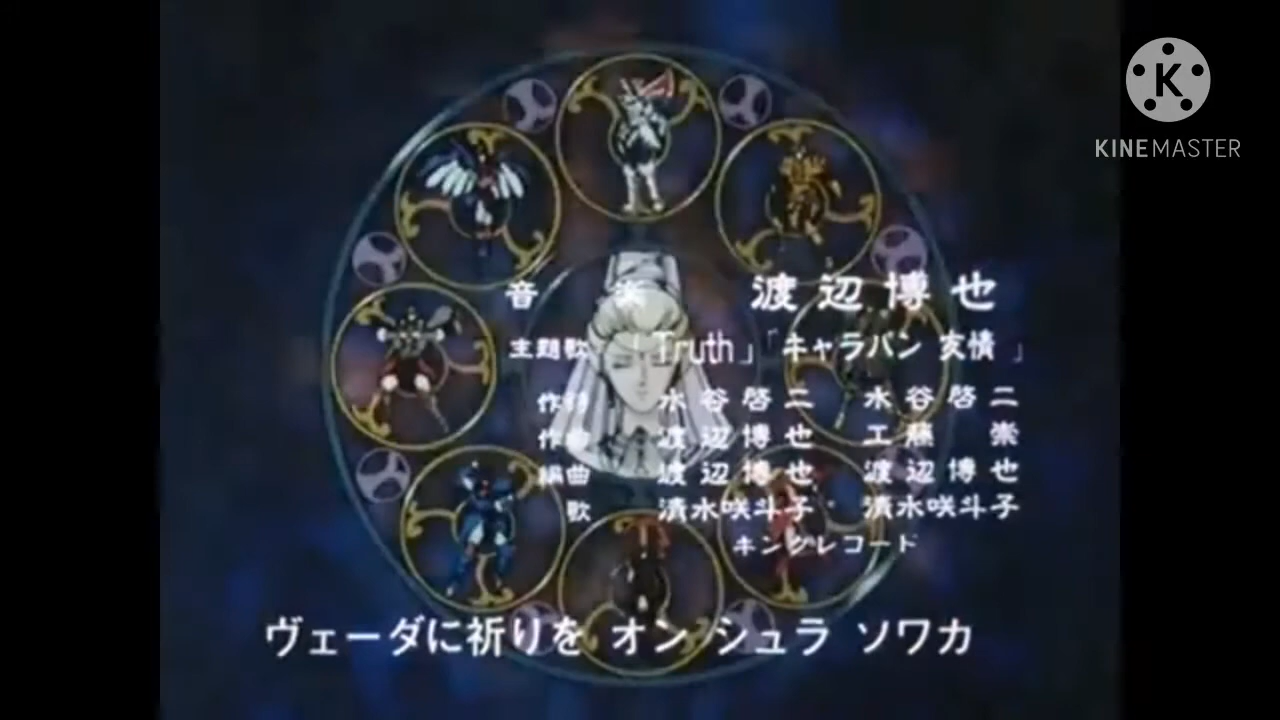 KINEMASTER
音楽 渡辺博也
主題歌 「Truth」「キャラバン 友情」
作詩 水谷啓二 水谷啓二
作曲 渡辺博也 工藤 崇
編曲 渡辺博也 渡辺博也
歌 清水咲斗子 清水咲斗子
キングレコード
ヴェーダに祈りを オン シュラ ソワカ